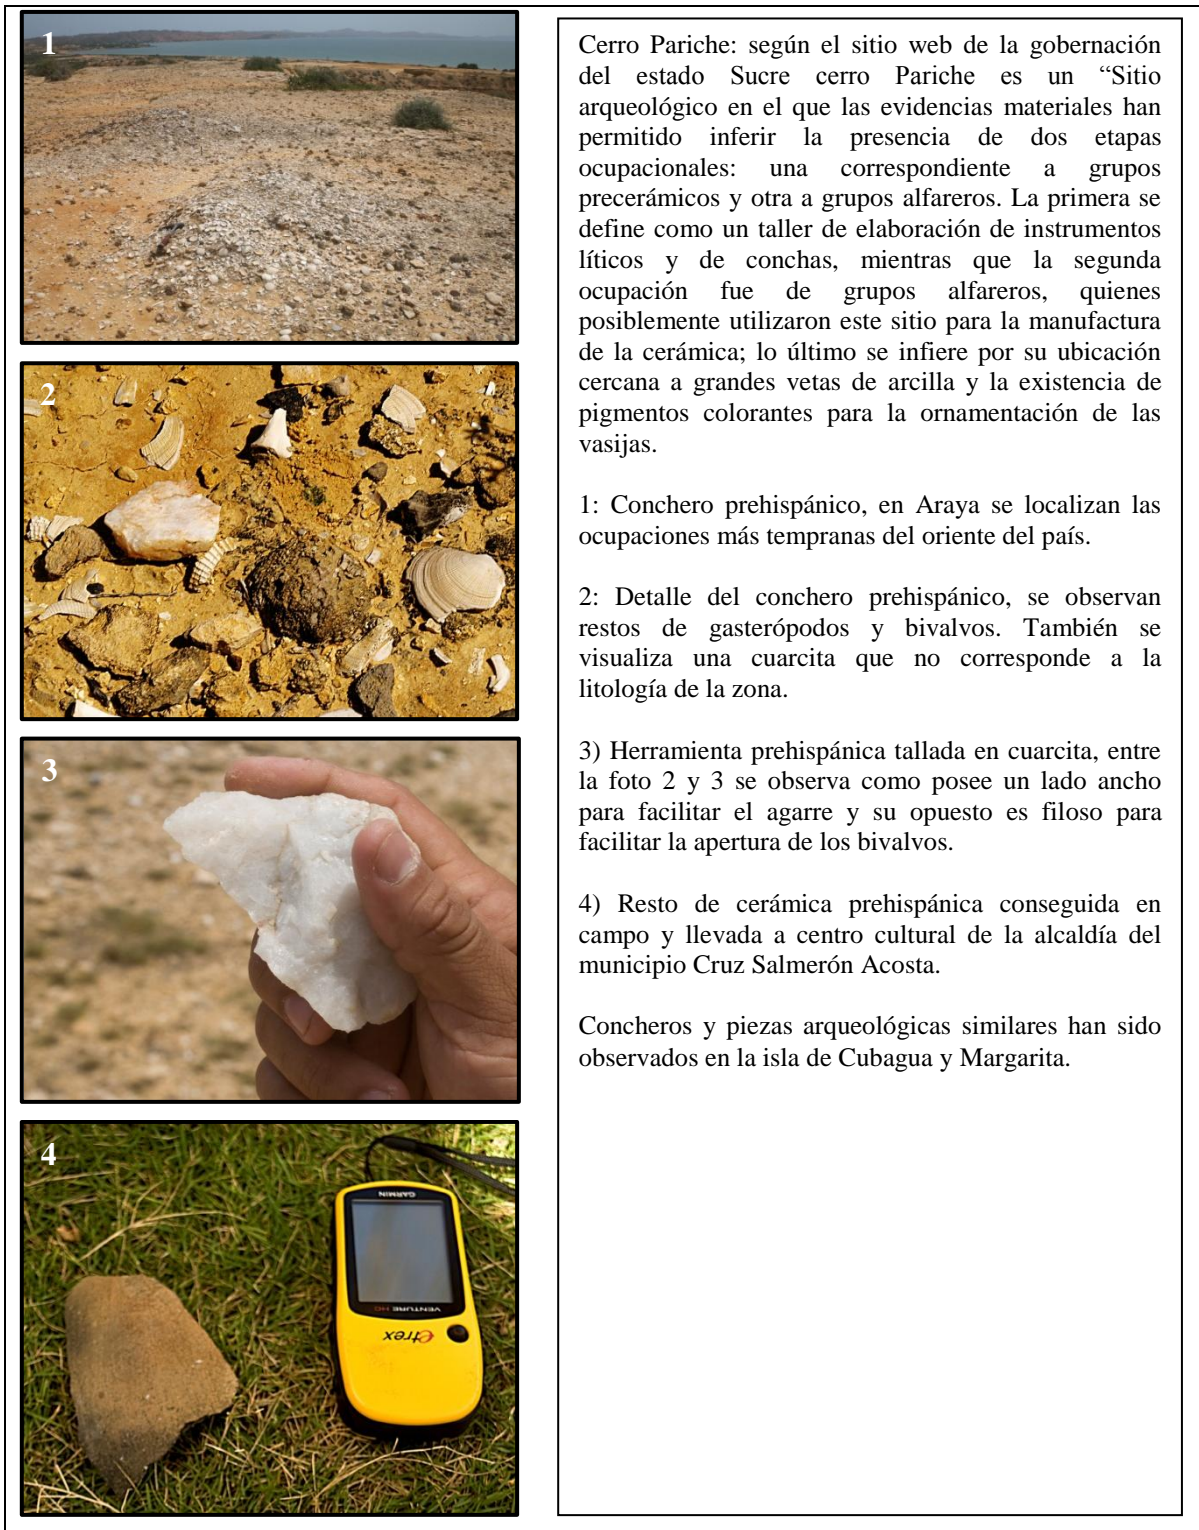 1
2
3
4
GARMIN
VENTURE HC
etrex
Cerro Pariche: según el sitio web de la gobernación
del estado Sucre cerro Pariche es un “Sitio
arqueológico en el que las evidencias materiales han
permitido inferir la presencia de dos etapas
ocupacionales: una correspondiente a grupos
precerámicos y otra a grupos alfareros. La primera se
define como un taller de elaboración de instrumentos
líticos y de conchas, mientras que la segunda
ocupación fue de grupos alfareros, quienes
posiblemente utilizaron este sitio para la manufactura
de la cerámica; lo último se infiere por su ubicación
cercana a grandes vetas de arcilla y la existencia de
pigmentos colorantes para la ornamentación de las
vasijas.
1: Conchero prehispánico, en Araya se localizan las
ocupaciones más tempranas del oriente del país.
2: Detalle del conchero prehispánico, se observan
restos de gasterópodos y bivalvos. También se
visualiza una cuarcita que no corresponde a la
litología de la zona.
3) Herramienta prehispánica tallada en cuarcita, entre
la foto 2 y 3 se observa como posee un lado ancho
para facilitar el agarre y su opuesto es filoso para
facilitar la apertura de los bivalvos.
4) Resto de cerámica prehispánica conseguida en
campo y llevada a centro cultural de la alcaldía del
municipio Cruz Salmerón Acosta.
Concheros y piezas arqueológicas similares han sido
observados en la isla de Cubagua y Margarita.